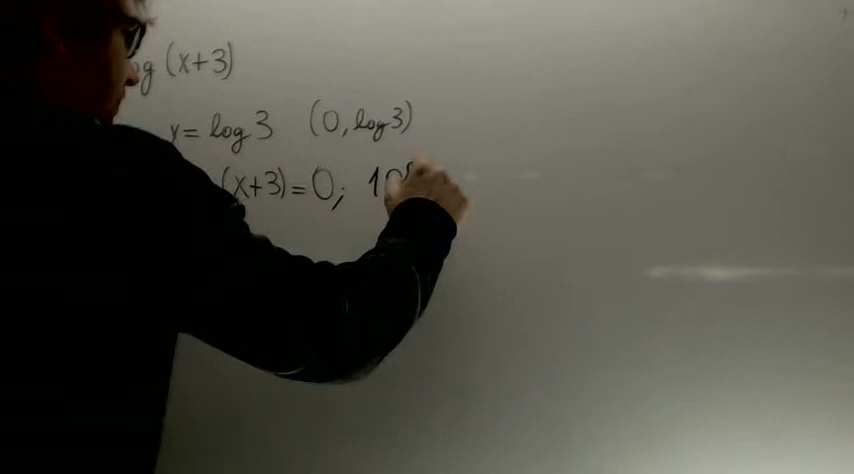 (x+3)
y = log 3 (0, log 3)
(x+3) = 0; 10